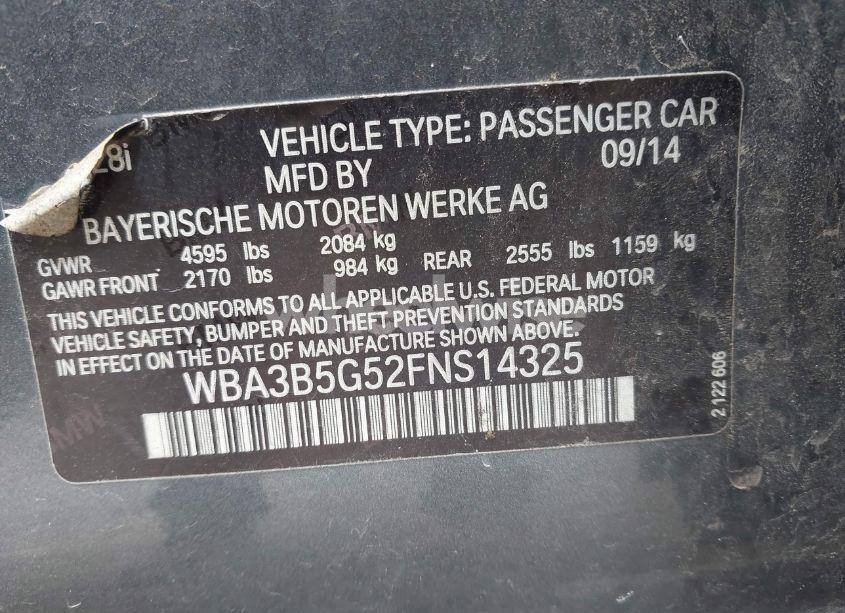 28i
VEHICLE TYPE: PASSENGER CAR
MFD BY 09/14
BAYERISCHE MOTOREN WERKE AG
GVWR 4595 lbs 2084 kg
GAWR FRONT 2170 lbs 984 kg REAR 2555 lbs 1159 kg
THIS VEHICLE CONFORMS TO ALL APPLICABLE U.S. FEDERAL MOTOR
VEHICLE SAFETY, BUMPER AND THEFT PREVENTION STANDARDS
IN EFFECT ON THE DATE OF MANUFACTURE SHOWN ABOVE.
WBA3B5G52FNS14325
2 122 606
BMW